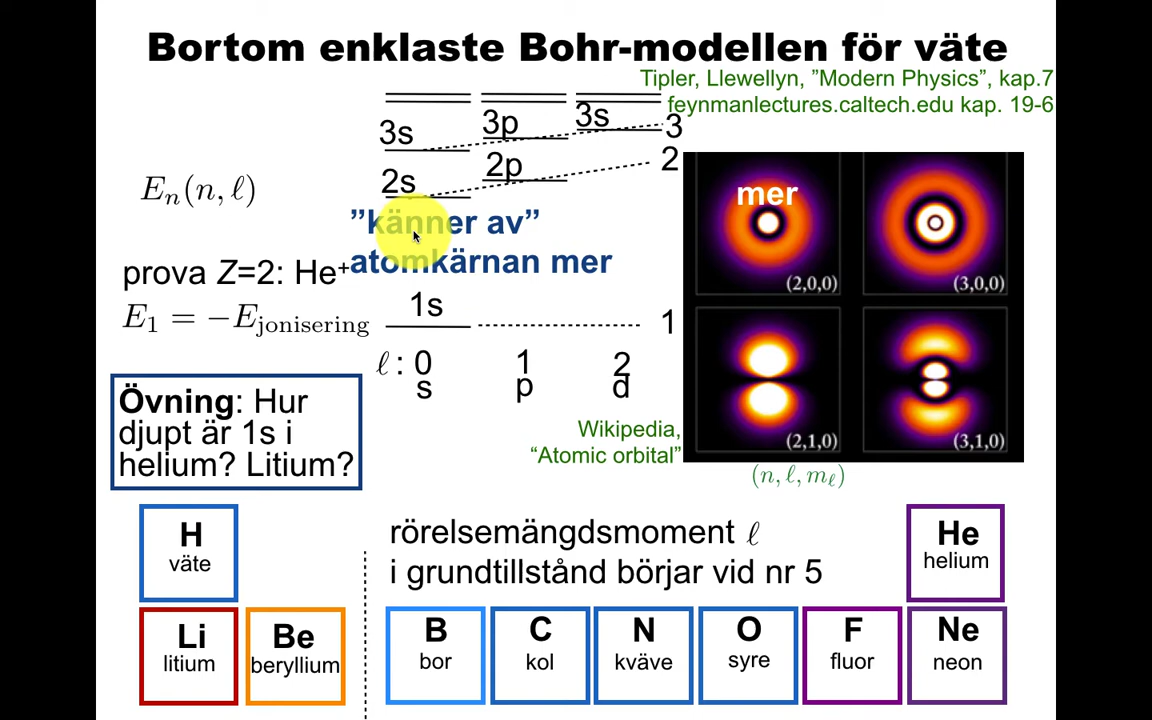 Bortom enklaste Bohr-modellen för väte
Tipler, Llewellyn, ”Modern Physics”, kap.7
feynmanlectures.caltech.edu kap. 19-6
3s 3p 3s 3
2s 2p 2
E_n(n, ℓ)
”känner av”
atomkärnan mer
prova Z=2: He⁺
E₁ = −E_jonisering
1s 1
ℓ : 0 1 2
s p d
mer
(2,0,0) (3,0,0)
(2,1,0) (3,1,0)
(n, ℓ, m_ℓ)
Wikipedia,
“Atomic orbital”
Övning: Hur
djupt är 1s i
helium? Litium?
rörelsemängdsmoment ℓ
i grundtillstånd börjar vid nr 5
H
väte
He
helium
Li
litium
Be
beryllium
B
bor
C
kol
N
kväve
O
syre
F
fluor
Ne
neon